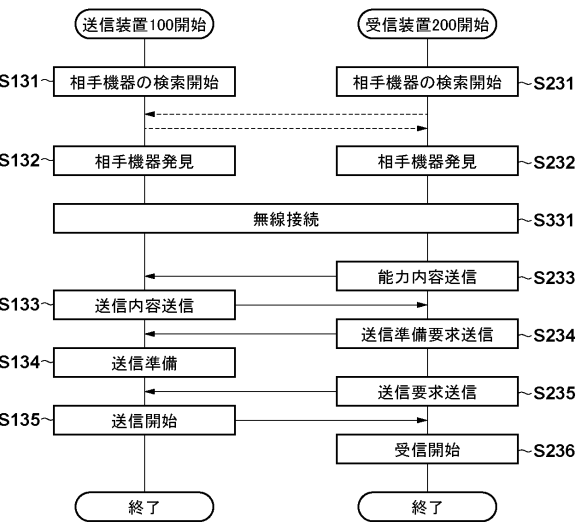 送信装置100開始
受信装置200開始
S131
相手機器の検索開始
相手機器の検索開始
S231
S132
相手機器発見
相手機器発見
S232
無線接続
S331
能力内容送信
S233
S133
送信内容送信
送信準備要求送信
S234
S134
送信準備
送信要求送信
S235
S135
送信開始
受信開始
S236
終了
終了